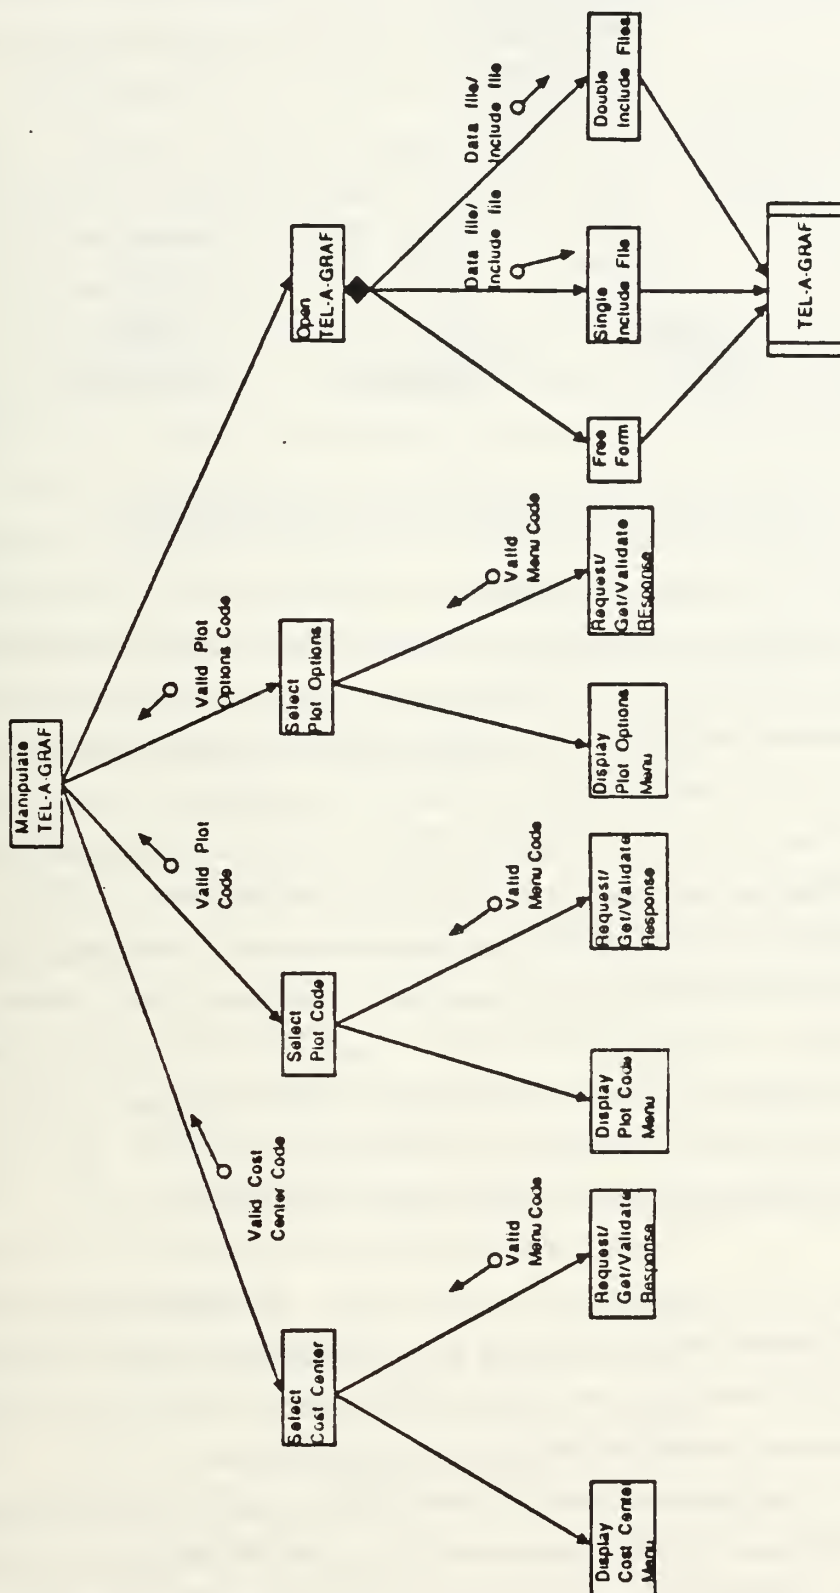 Manipulate
TEL-A-GRAF
Valid Cost
Center Code
Valid Plot
Code
Valid Plot
Options Code
Select
Cost Center
Select
Plot Code
Select
Plot Options
Open
TEL-A-GRAF
Valid
Menu Code
Valid
Menu Code
Valid
Menu Code
Data file/
Include file
Data file/
Include file
Display
Cost Center
Menu
Request/
Get/Validate
Response
Display
Plot Code
Menu
Request/
Get/Validate
Response
Display
Plot Options
Menu
Request/
Get/Validate
REsponse
Free
Form
Single
Include File
Double
Include Files
TEL-A-GRAF